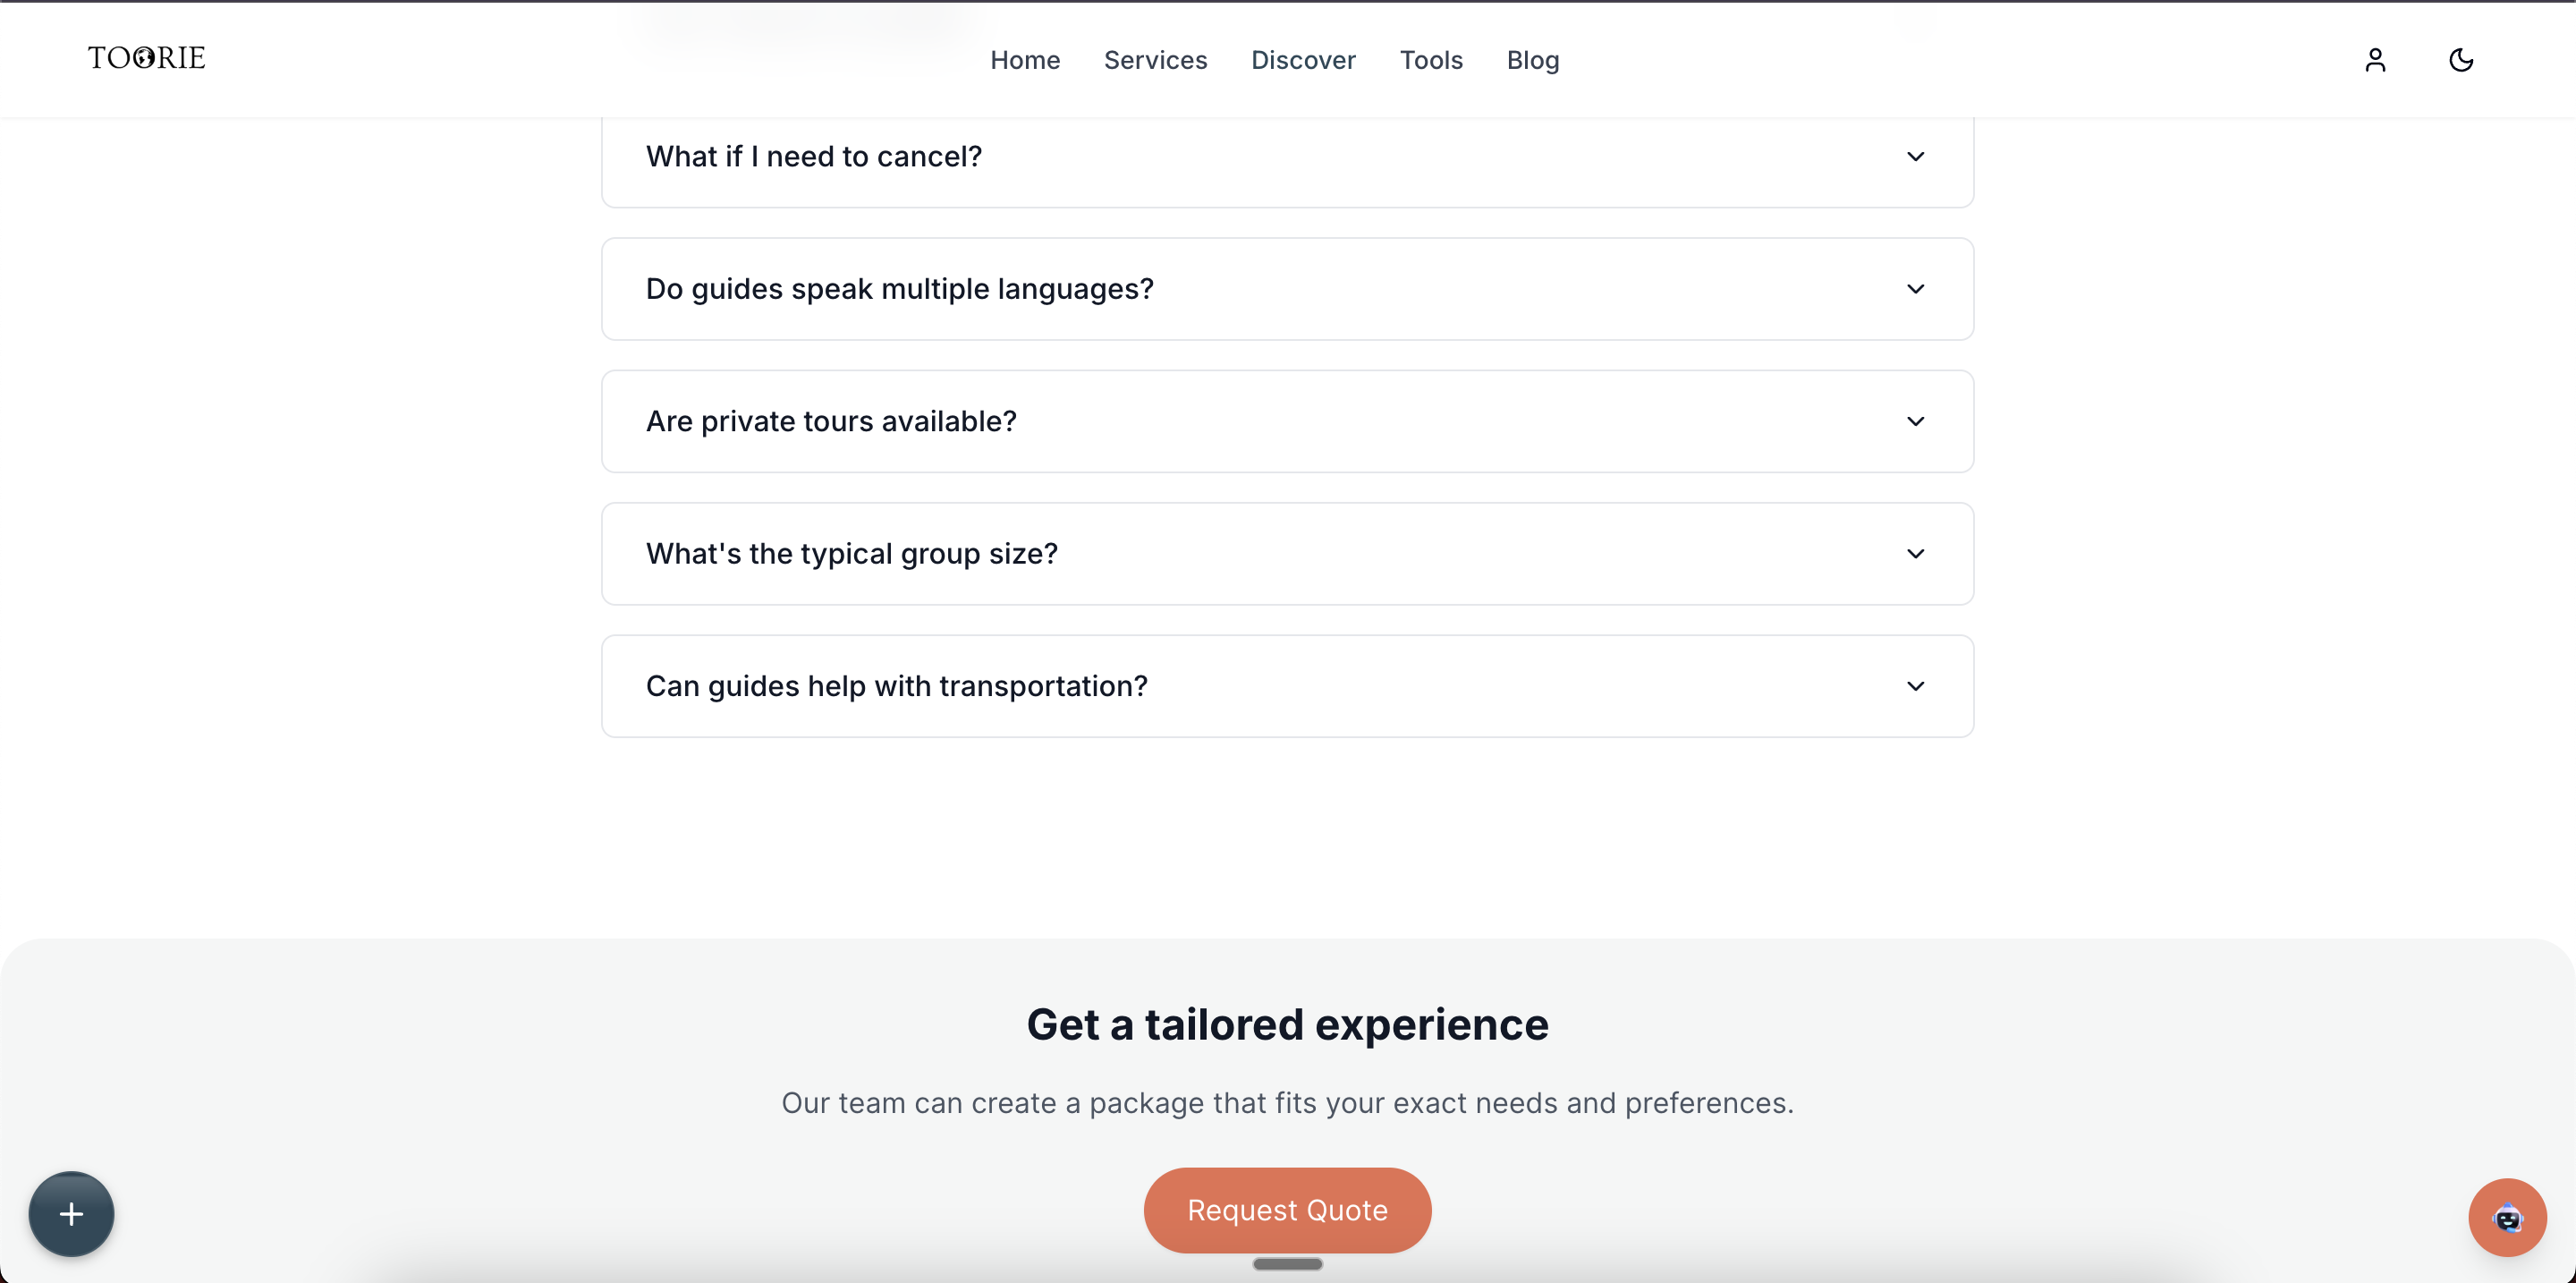 TOORIE
Home Services Discover Tools Blog
What if I need to cancel?
Do guides speak multiple languages?
Are private tours available?
What's the typical group size?
Can guides help with transportation?
Get a tailored experience
Our team can create a package that fits your exact needs and preferences.
Request Quote